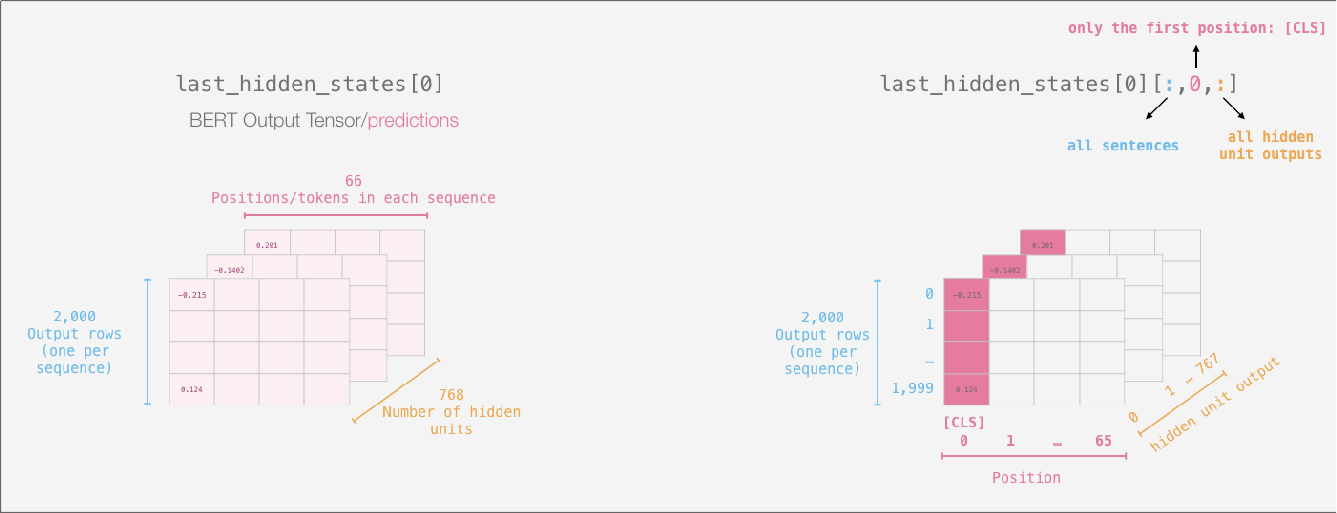 last_hidden_states[0]
BERT Output Tensor/predictions
66
Positions/tokens in each sequence
0.201
-0.1402
-0.215
0.124
2,000
Output rows
(one per
sequence)
768
Number of hidden
units
only the first position: [CLS]
last_hidden_states[0][:,0,:]
all sentences
all hidden
unit outputs
0.201
-0.1402
-0.215
0.124
2,000
Output rows
(one per
sequence)
0
1
…
1,999
[CLS]
0 1 … 65
Position
0 1 … 767
hidden unit output